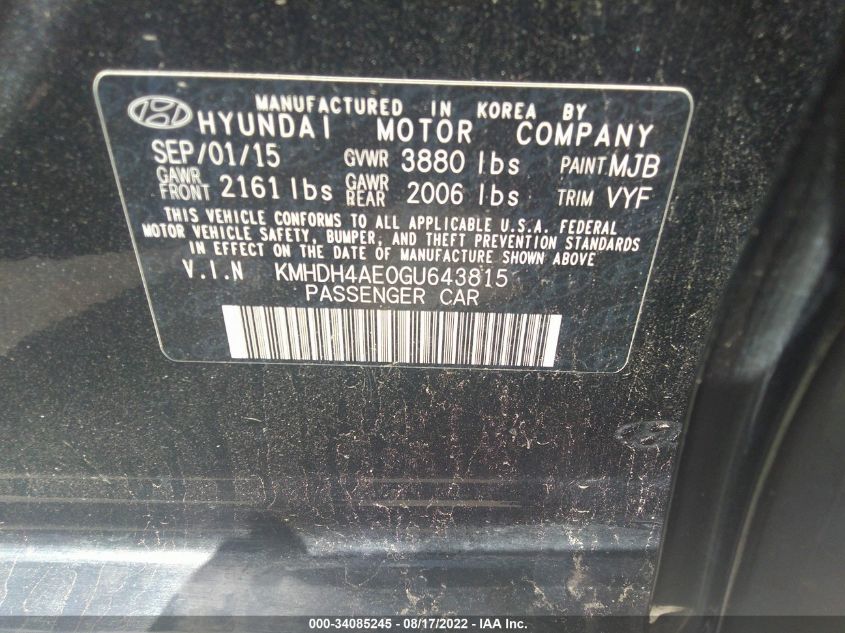 MANUFACTURED IN KOREA BY
HYUNDAI MOTOR COMPANY
SEP/01/15 GVWR 3880 lbs PAINT MJB
GAWR FRONT 2161 lbs GAWR REAR 2006 lbs TRIM VYF
THIS VEHICLE CONFORMS TO ALL APPLICABLE U.S.A. FEDERAL
MOTOR VEHICLE SAFETY, BUMPER, AND THEFT PREVENTION STANDARDS
IN EFFECT ON THE DATE OF MANUFACTURE SHOWN ABOVE
V.I.N KMHDH4AE0GU643815
PASSENGER CAR
000-34085245 - 08/17/2022 - IAA Inc.